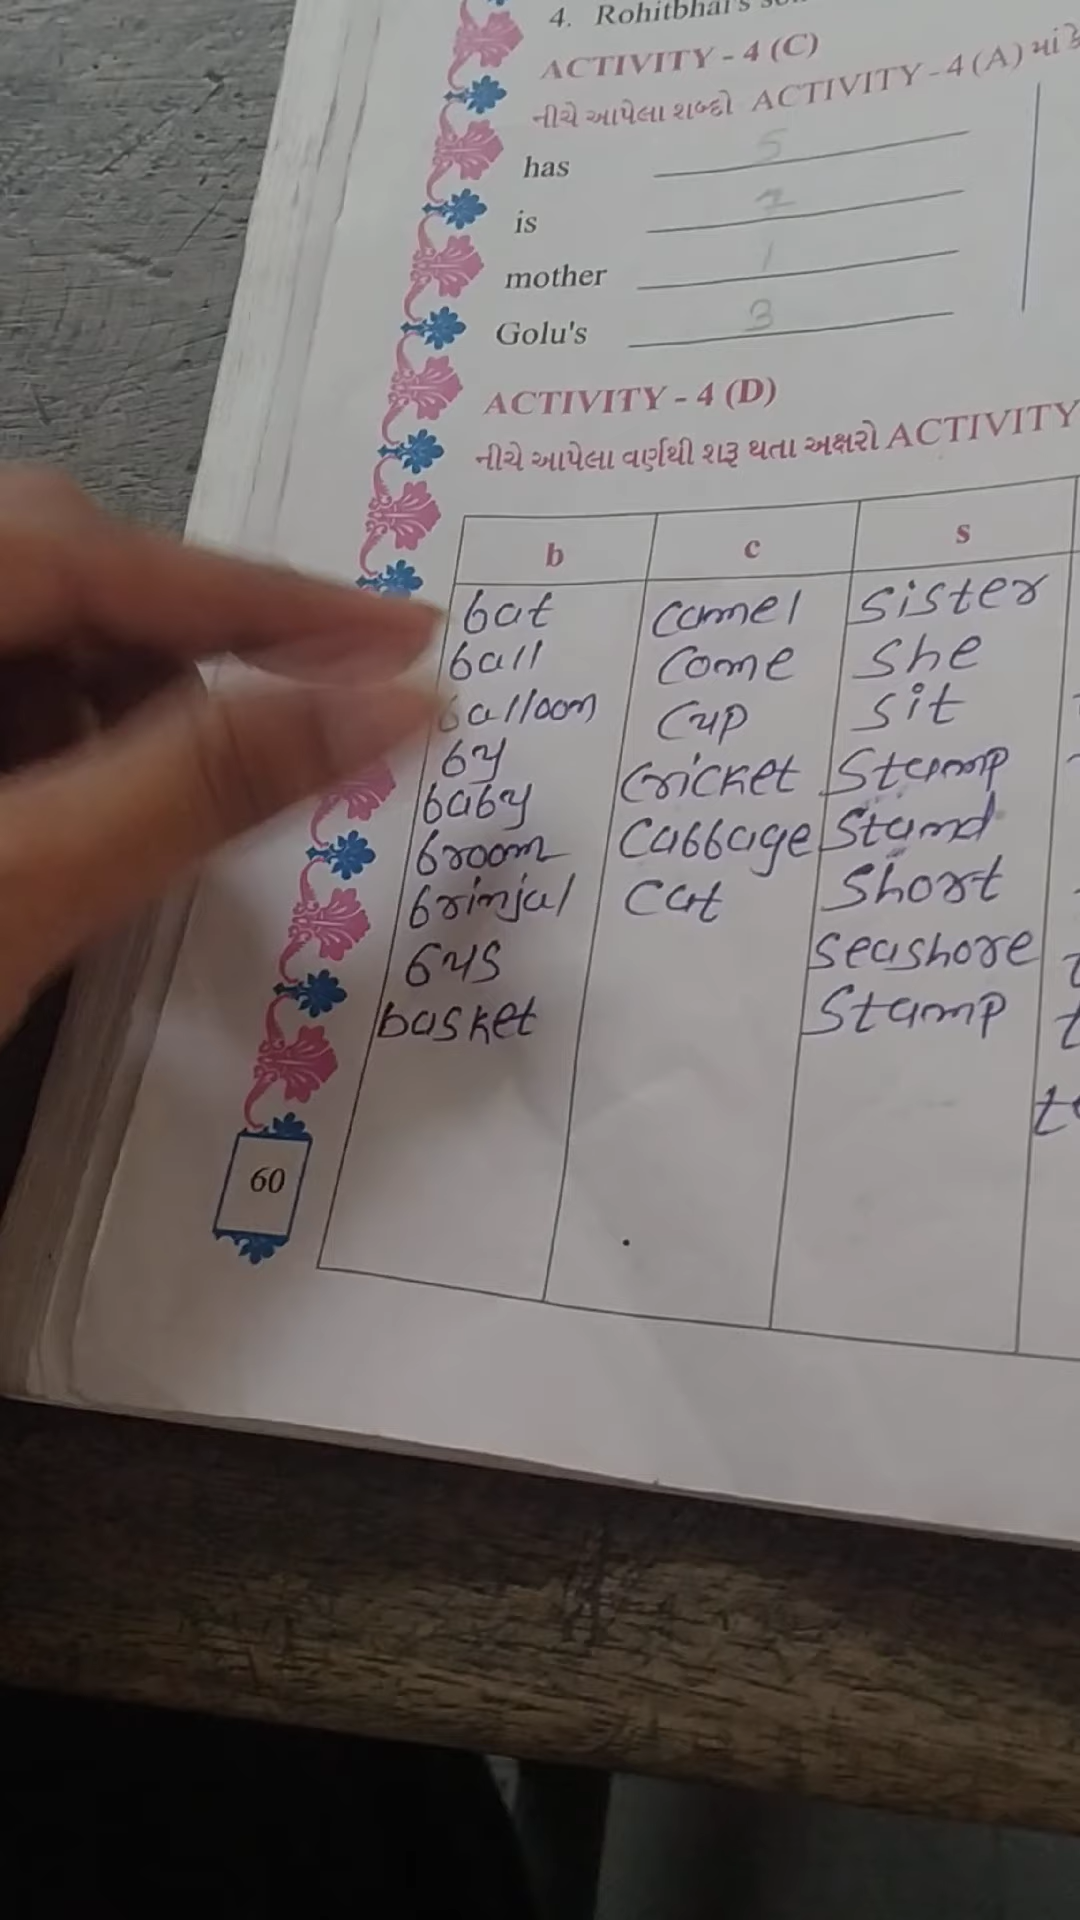 4. Rohitbhai's
ACTIVITY - 4 (C)
નીચે આપેલા શબ્દો ACTIVITY - 4 (A) માં
has 5
is 2
mother 1
Golu's 3
ACTIVITY - 4 (D)
નીચે આપેલા વર્ણથી શરૂ થતા અક્ષરો ACTIVITY
b c s
bat camel sister
ball come she
balloon cup sit
by cricket stump
baby cabbage stand
broom cat short
brinjal seashore
bus stamp
basket
60